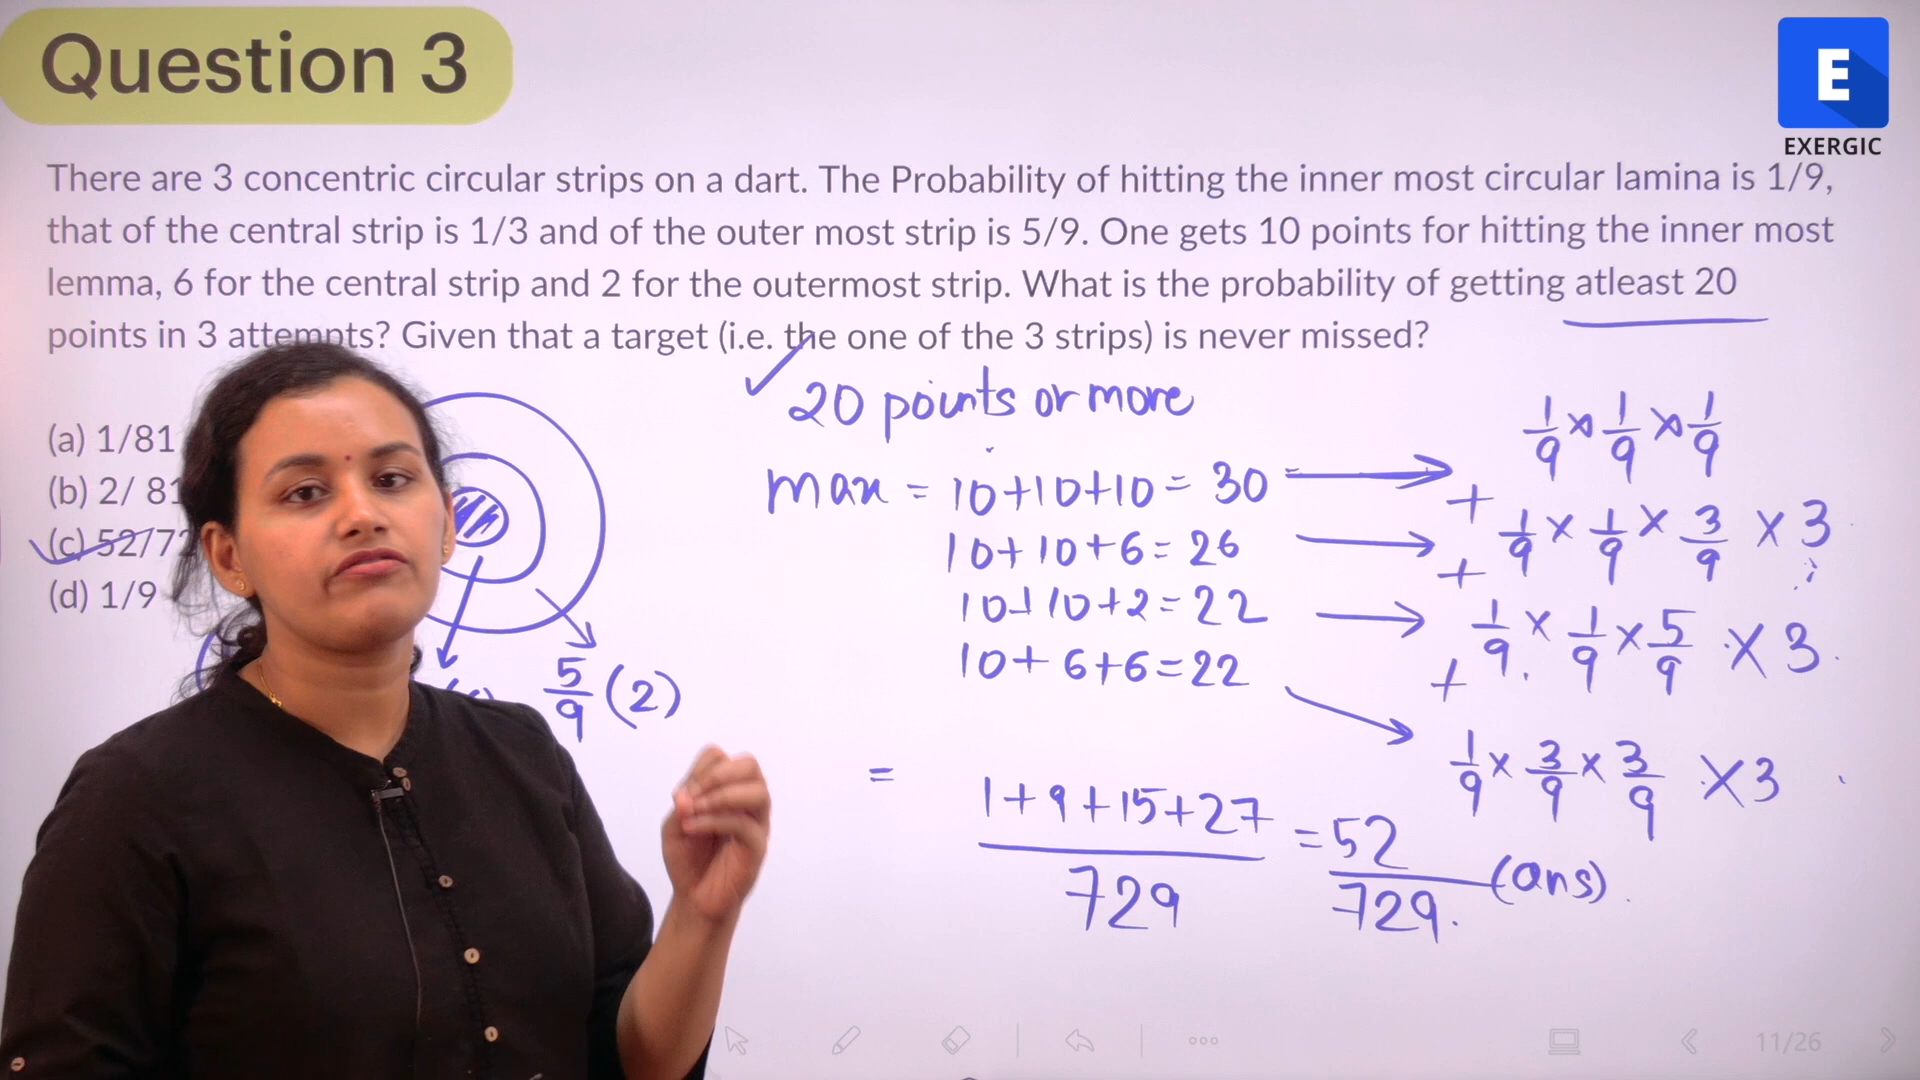 Question 3
E
EXERGIC
There are 3 concentric circular strips on a dart. The Probability of hitting the inner most circular lamina is 1/9,
that of the central strip is 1/3 and of the outer most strip is 5/9. One gets 10 points for hitting the inner most
lemma, 6 for the central strip and 2 for the outermost strip. What is the probability of getting atleast 20
points in 3 attempts? Given that a target (i.e. the one of the 3 strips) is never missed?
(a) 1/81
(b) 2/ 81
(c) 52/72
(d) 1/9
5/9 (2)
20 points or more
max = 10+10+10 = 30
1/9 × 1/9 × 1/9
10+10+6 = 26
+ 1/9 × 1/9 × 3/9 × 3
10+10+2 = 22
+ 1/9 × 1/9 × 5/9 × 3
10+6+6 = 22
+ 1/9 × 3/9 × 3/9 × 3
= 1+9+15+27/729 = 52/729. (ans).
11/26